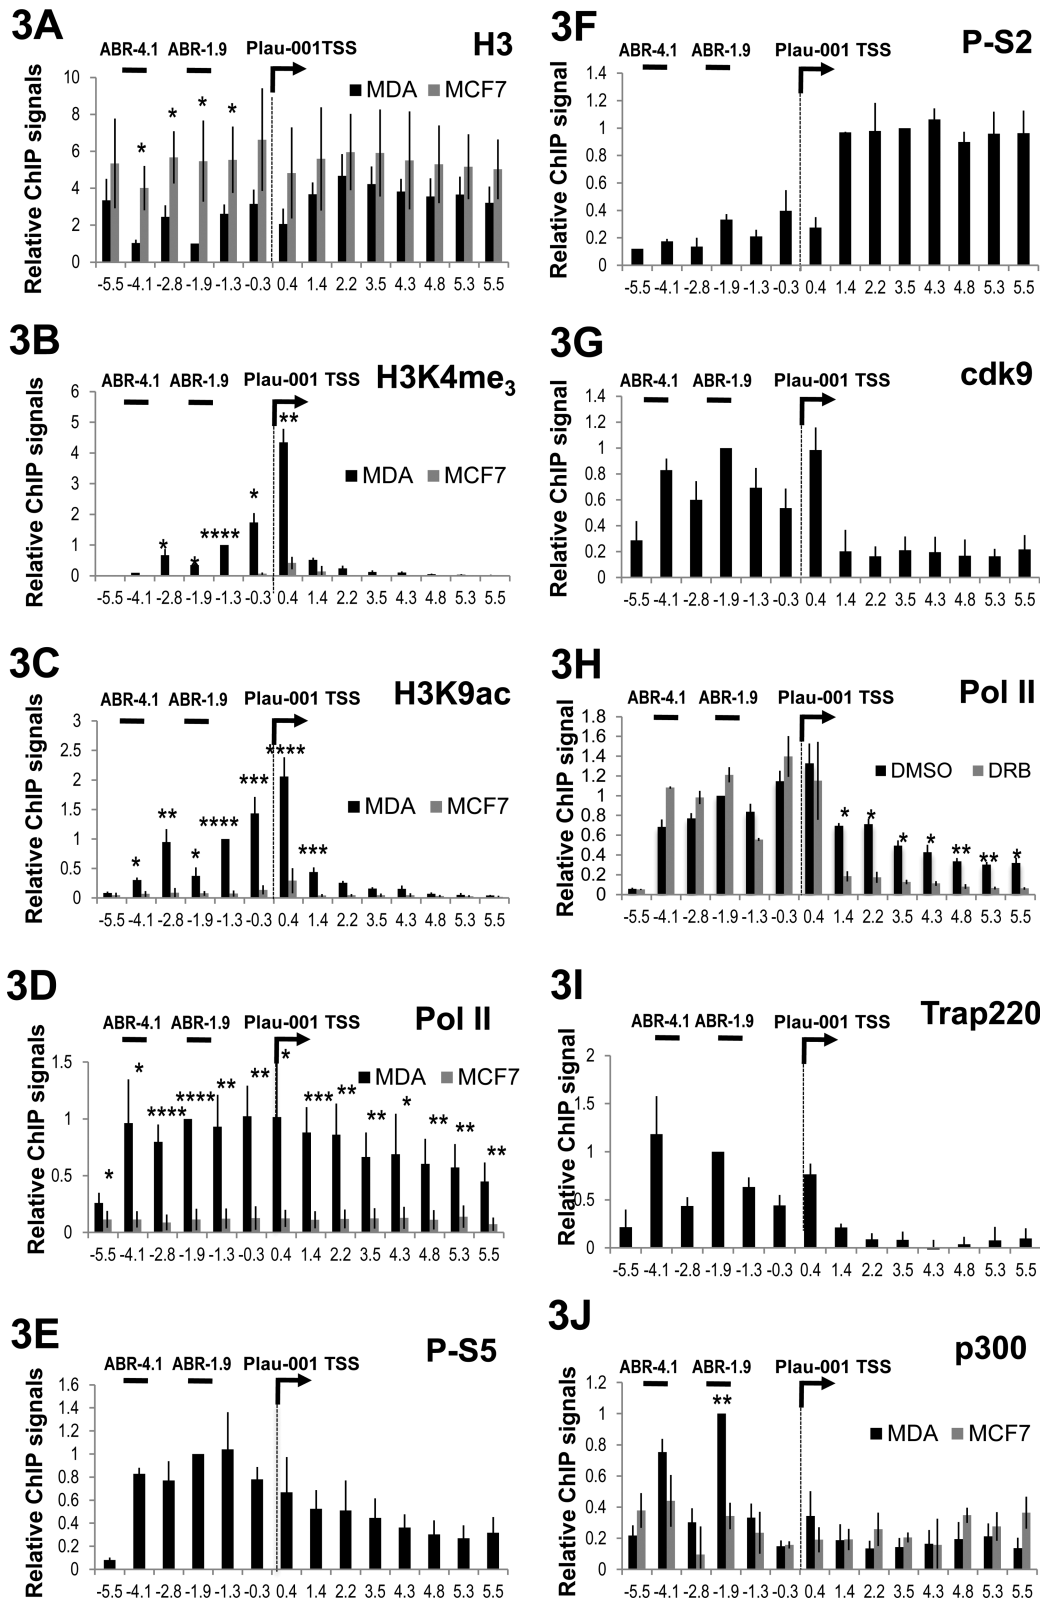 3A
H3
ABR-4.1 ABR-1.9 Plau-001TSS
MDA MCF7
Relative ChIP signals
10
8
6
4
2
0
* * * *
-5.5 -4.1 -2.8 -1.9 -1.3 -0.3 0.4 1.4 2.2 3.5 4.3 4.8 5.3 5.5
3B
H3K4me3
ABR-4.1 ABR-1.9 Plau-001 TSS
MDA MCF7
Relative ChIP signals
6
5
4
3
2
1
0
* * **** * **
-5.5 -4.1 -2.8 -1.9 -1.3 -0.3 0.4 1.4 2.2 3.5 4.3 4.8 5.3 5.5
3C
H3K9ac
ABR-4.1 ABR-1.9 Plau-001 TSS
MDA MCF7
Relative ChIP signals
3
2.5
2
1.5
1
0.5
0
* ** * **** *** **** ***
-5.5 -4.1 -2.8 -1.9 -1.3 -0.3 0.4 1.4 2.2 3.5 4.3 4.8 5.3 5.5
3D
Pol II
ABR-4.1 ABR-1.9 Plau-001 TSS
MDA MCF7
Relative ChIP signals
1.5
1
0.5
0
* * **** **** ** ** * *** ** ** * ** ** **
-5.5 -4.1 -2.8 -1.9 -1.3 -0.3 0.4 1.4 2.2 3.5 4.3 4.8 5.3 5.5
3E
P-S5
ABR-4.1 ABR-1.9 Plau-001 TSS
Relative ChIP signals
1.6
1.4
1.2
1
0.8
0.6
0.4
0.2
0
-5.5 -4.1 -2.8 -1.9 -1.3 -0.3 0.4 1.4 2.2 3.5 4.3 4.8 5.3 5.5
3F
P-S2
ABR-4.1 ABR-1.9 Plau-001 TSS
Relative ChIP signals
1.4
1.2
1
0.8
0.6
0.4
0.2
0
-5.5 -4.1 -2.8 -1.9 -1.3 -0.3 0.4 1.4 2.2 3.5 4.3 4.8 5.3 5.5
3G
cdk9
ABR-4.1 ABR-1.9 Plau-001 TSS
Relative ChIP signal
1.4
1.2
1
0.8
0.6
0.4
0.2
0
-5.5 -4.1 -2.8 -1.9 -1.3 -0.3 0.4 1.4 2.2 3.5 4.3 4.8 5.3 5.5
3H
Pol II
ABR-4.1 ABR-1.9 Plau-001 TSS
DMSO DRB
Relative ChIP signal
1.8
1.6
1.4
1.2
1
0.8
0.6
0.4
0.2
0
* * * * ** ** *
-5.5 -4.1 -2.8 -1.9 -1.3 -0.3 0.4 1.4 2.2 3.5 4.3 4.8 5.3 5.5
3I
Trap220
ABR-4.1 ABR-1.9 Plau-001 TSS
Relative ChIP signal
2
1.5
1
0.5
0
-5.5 -4.1 -2.8 -1.9 -1.3 -0.3 0.4 1.4 2.2 3.5 4.3 4.8 5.3 5.5
3J
p300
ABR-4.1 ABR-1.9 Plau-001 TSS
MDA MCF7
Relative ChIP signals
1.2
1
0.8
0.6
0.4
0.2
0
**
-5.5 -4.1 -2.8 -1.9 -1.3 -0.3 0.4 1.4 2.2 3.5 4.3 4.8 5.3 5.5